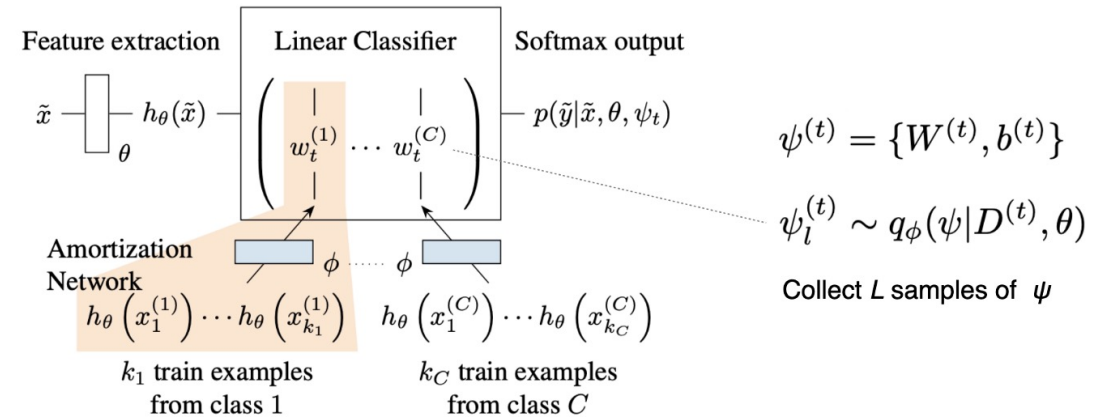 Feature extraction
Linear Classifier
Softmax output
x̃
h_θ(x̃)
θ
w_t^{(1)} ··· w_t^{(C)}
p(ỹ|x̃, θ, ψ_t)
ψ^{(t)} = {W^{(t)}, b^{(t)}}
ψ_l^{(t)} ∼ q_ϕ(ψ|D^{(t)}, θ)
Collect L samples of ψ
Amortization
Network
ϕ ...... ϕ
h_θ(x_1^{(1)}) ··· h_θ(x_{k_1}^{(1)})
h_θ(x_1^{(C)}) ··· h_θ(x_{k_C}^{(C)})
k_1 train examples
from class 1
k_C train examples
from class C